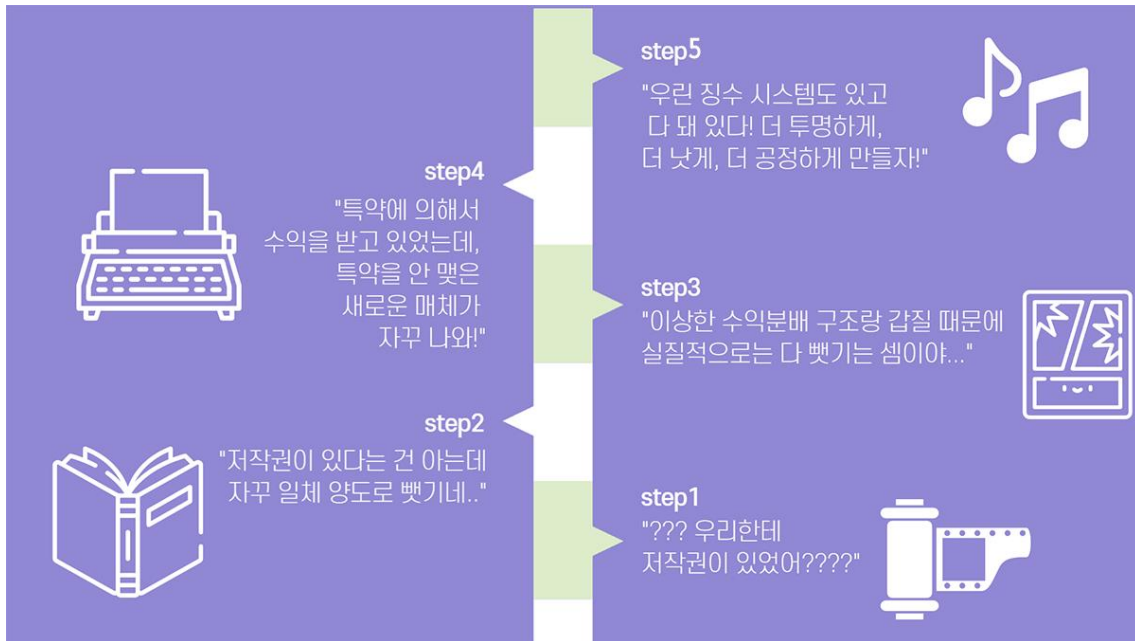 step5
"우린 징수 시스템도 있고
다 돼 있다! 더 투명하게,
더 낫게, 더 공정하게 만들자!"
step4
"특약에 의해서
수익을 받고 있었는데,
특약을 안 맺은
새로운 매체가
자꾸 나와!"
step3
"이상한 수익분배 구조랑 갑질 때문에
실질적으로는 다 뺏기는 셈이야..."
step2
"저작권이 있다는 건 아는데
자꾸 일체 양도로 뺏기네.."
step1
"??? 우리한테
저작권이 있었어????"